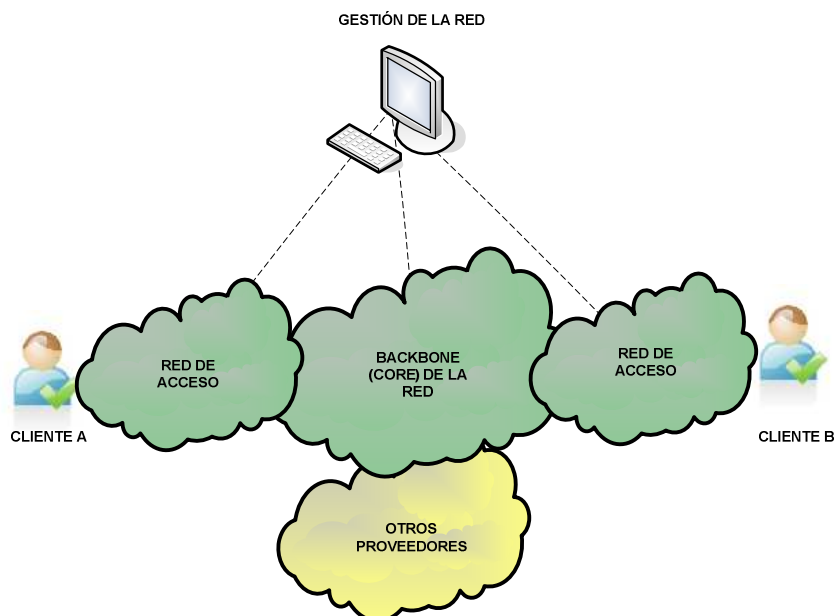 GESTIÓN DE LA RED
RED DE
ACCESO
BACKBONE
(CORE) DE LA
RED
RED DE
ACCESO
CLIENTE A
CLIENTE B
OTROS
PROVEEDORES